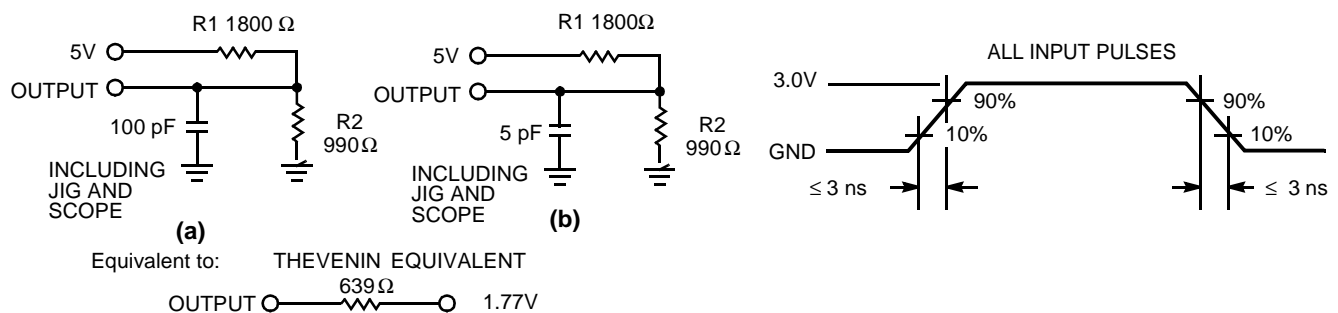 R1 1800 Ω
5V
OUTPUT
100 pF
R2
990Ω
INCLUDING
JIG AND
SCOPE
(a)
R1 1800Ω
5V
OUTPUT
5 pF
R2
990Ω
INCLUDING
JIG AND
SCOPE
(b)
Equivalent to: THEVENIN EQUIVALENT
639Ω
OUTPUT 1.77V
ALL INPUT PULSES
3.0V
90% 90%
10% 10%
GND
≤ 3 ns ≤ 3 ns